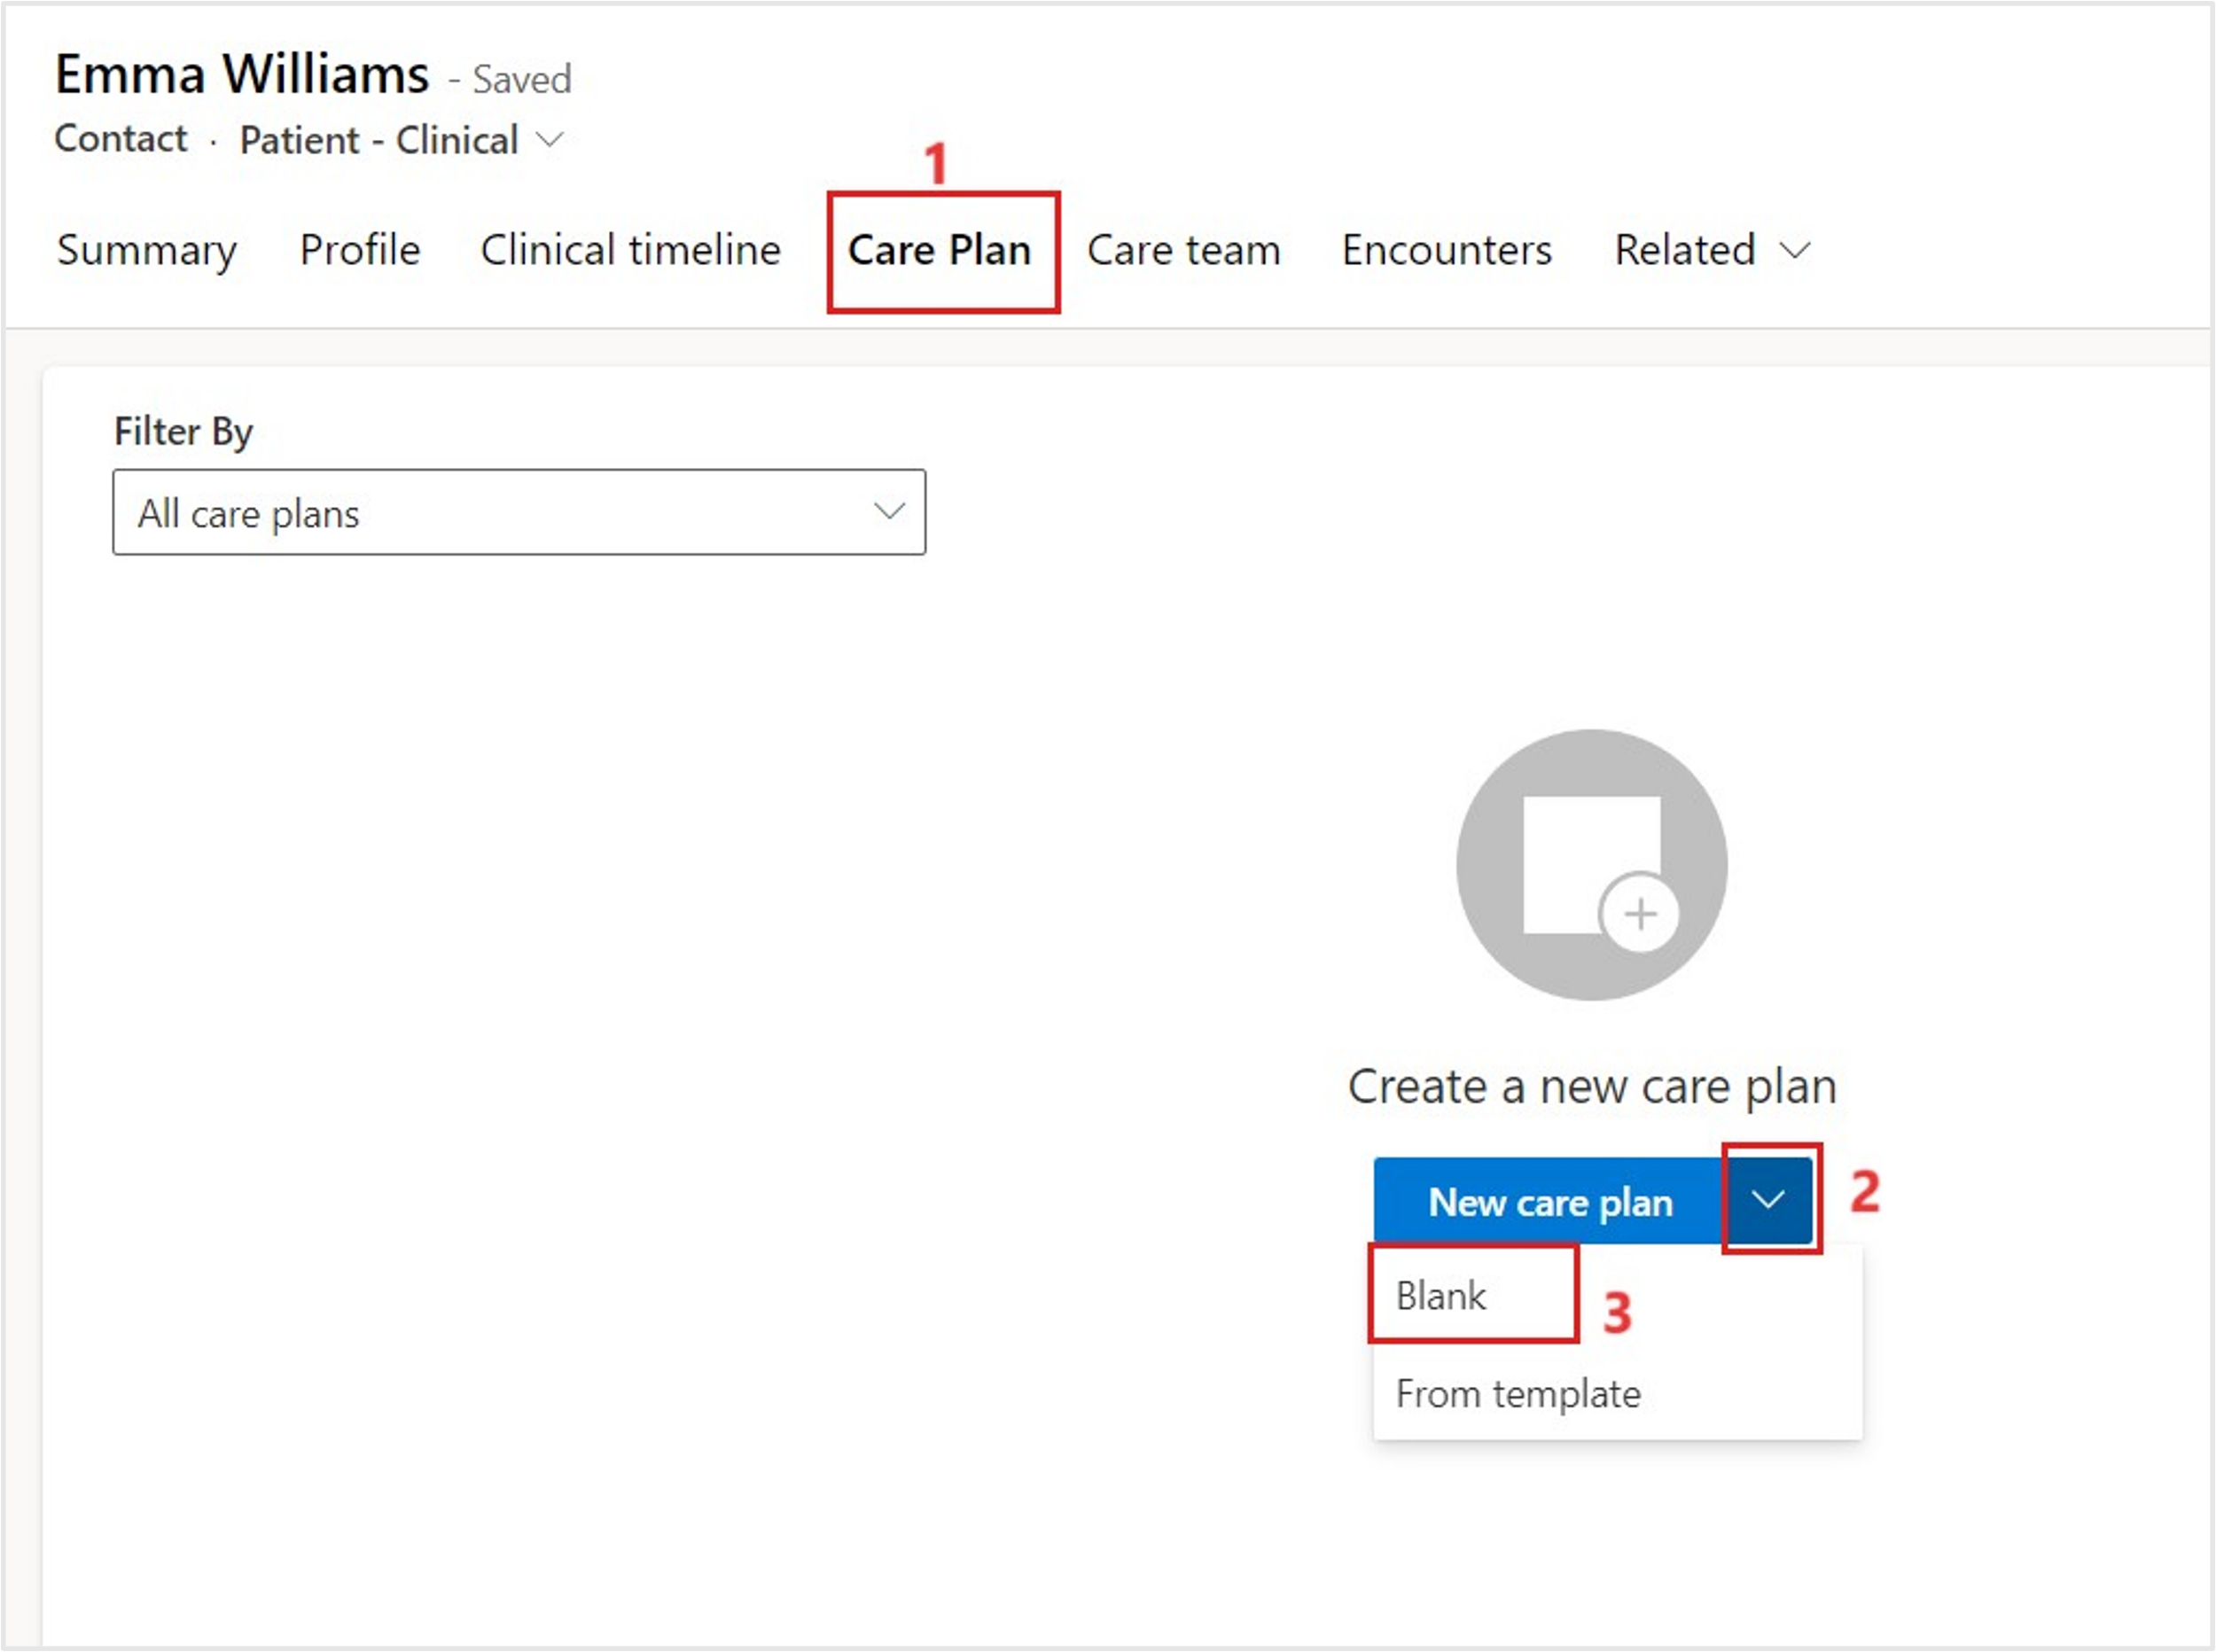 Emma Williams - Saved
Contact · Patient - Clinical
1
Summary Profile Clinical timeline Care Plan Care team Encounters Related
Filter By
All care plans
Create a new care plan
New care plan
2
Blank
3
From template